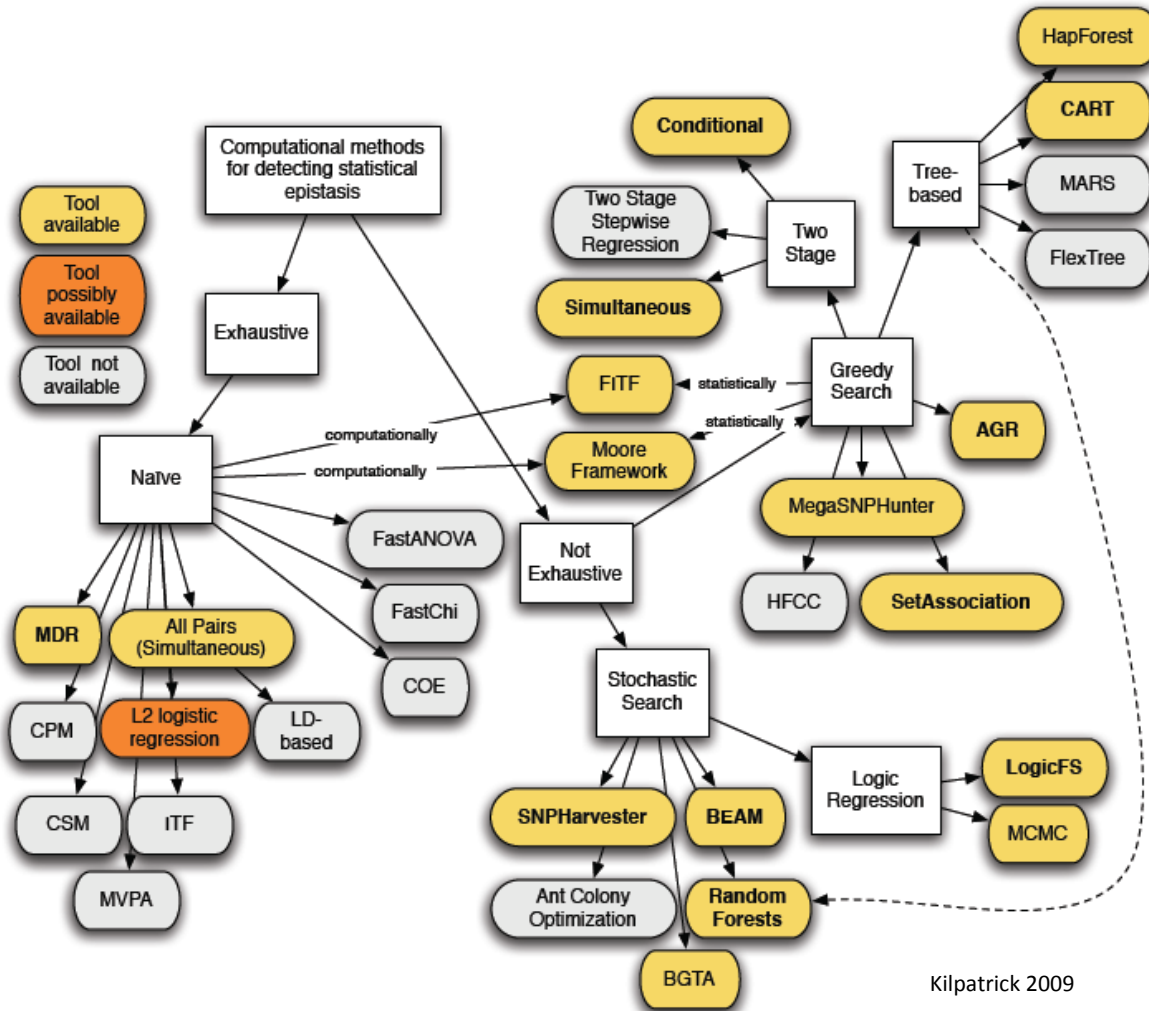 HapForest
Conditional
CART
Computational methods
for detecting statistical
epistasis
Tree-
based
MARS
Tool
available
Two Stage
Stepwise
Regression
Two
Stage
FlexTree
Tool
possibly
available
Simultaneous
Exhaustive
Tool not
available
FITF
statistically
Greedy
Search
statistically
AGR
computationally
Naïve
computationally
Moore
Framework
MegaSNPHunter
FastANOVA
Not
Exhaustive
HFCC
SetAssociation
FastChi
MDR
All Pairs
(Simultaneous)
COE
Stochastic
Search
CPM
L2 logistic
regression
LD-
based
Logic
Regression
LogicFS
CSM
ITF
SNPHarvester
BEAM
MCMC
MVPA
Ant Colony
Optimization
Random
Forests
BGTA
Kilpatrick 2009